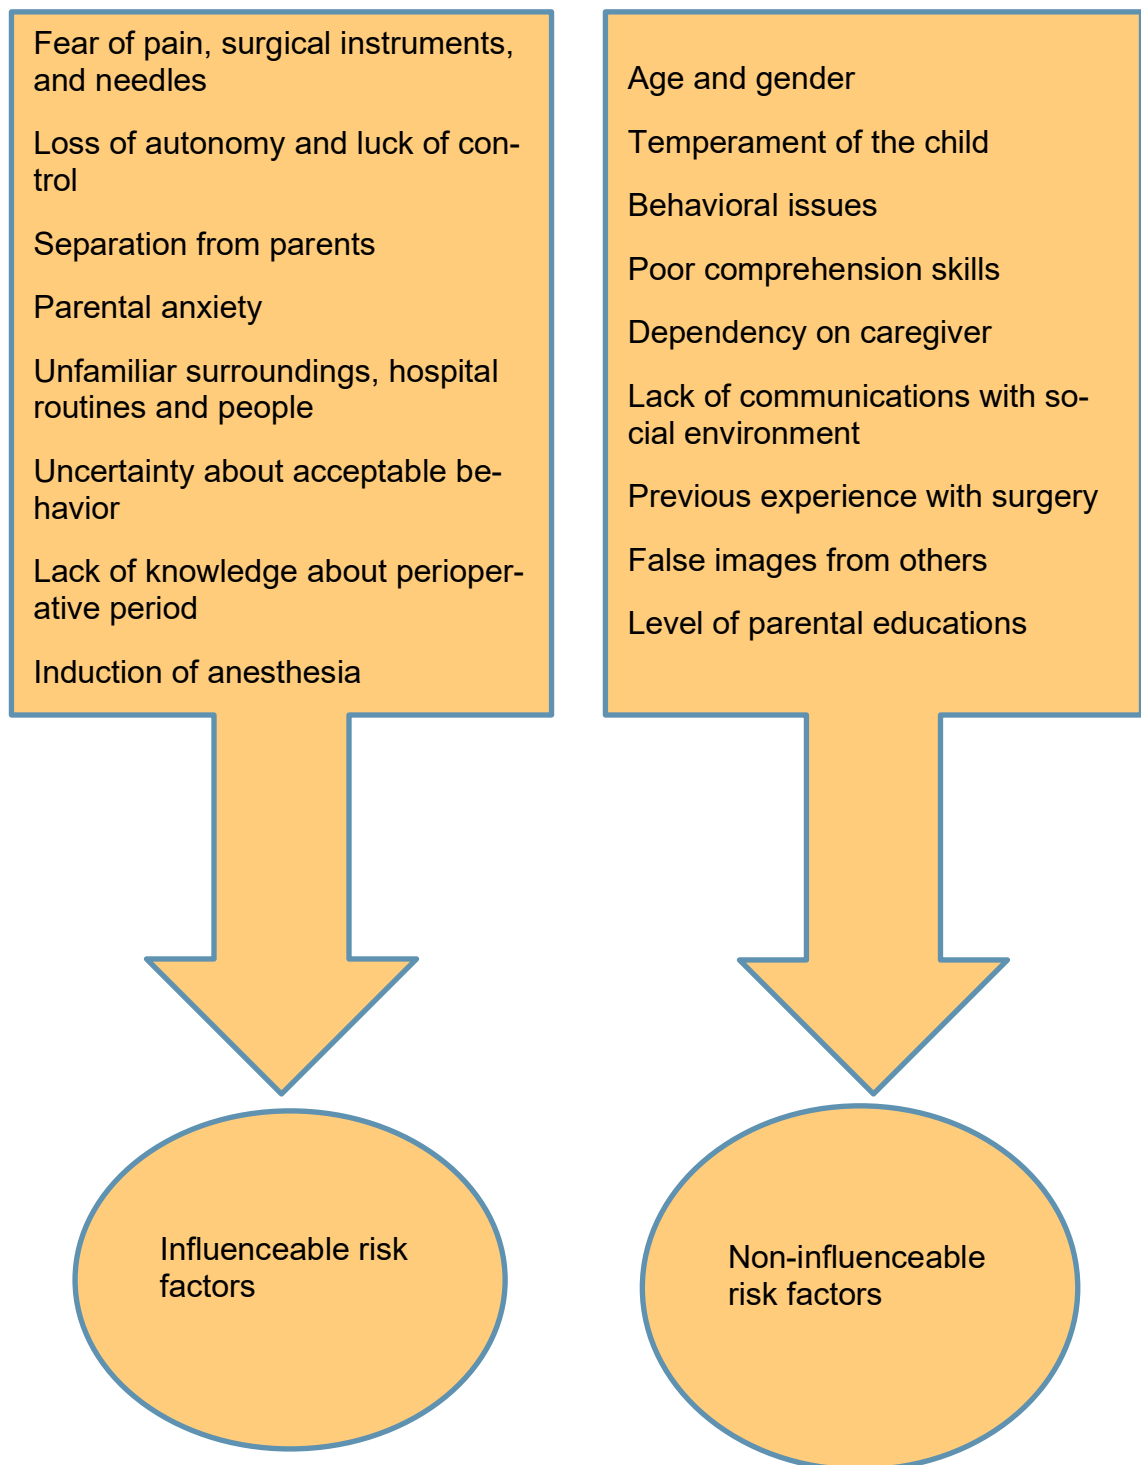 Fear of pain, surgical instruments,
and needles
Loss of autonomy and luck of con-
trol
Separation from parents
Parental anxiety
Unfamiliar surroundings, hospital
routines and people
Uncertainty about acceptable be-
havior
Lack of knowledge about perioper-
ative period
Induction of anesthesia
Age and gender
Temperament of the child
Behavioral issues
Poor comprehension skills
Dependency on caregiver
Lack of communications with so-
cial environment
Previous experience with surgery
False images from others
Level of parental educations
Influenceable risk
factors
Non-influenceable
risk factors